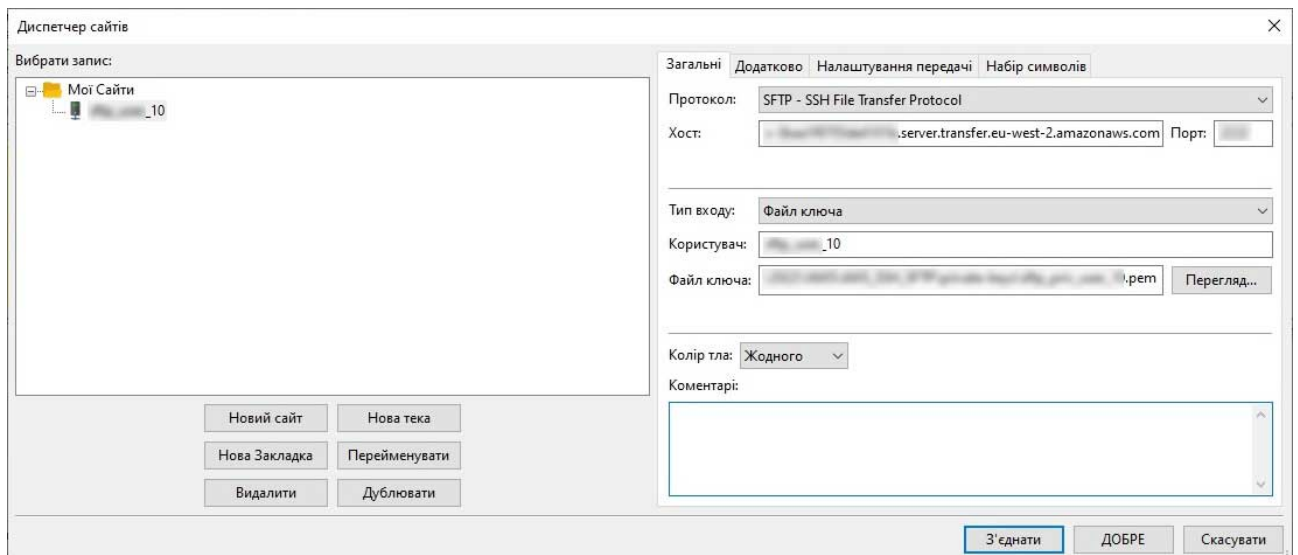 Диспетчер сайтів
Вибрати запис:
Мої Сайти
_10
Новий сайт
Нова тека
Нова Закладка
Перейменувати
Видалити
Дублювати
Загальні
Додатково
Налаштування передачі
Набір символів
Протокол:
SFTP - SSH File Transfer Protocol
Хост:
.server.transfer.eu-west-2.amazonaws.com
Порт:
Тип входу:
Файл ключа
Користувач:
_10
Файл ключа:
.pem
Перегляд...
Колір тла:
Жодного
Коментарі:
З'єднати
ДОБРЕ
Скасувати